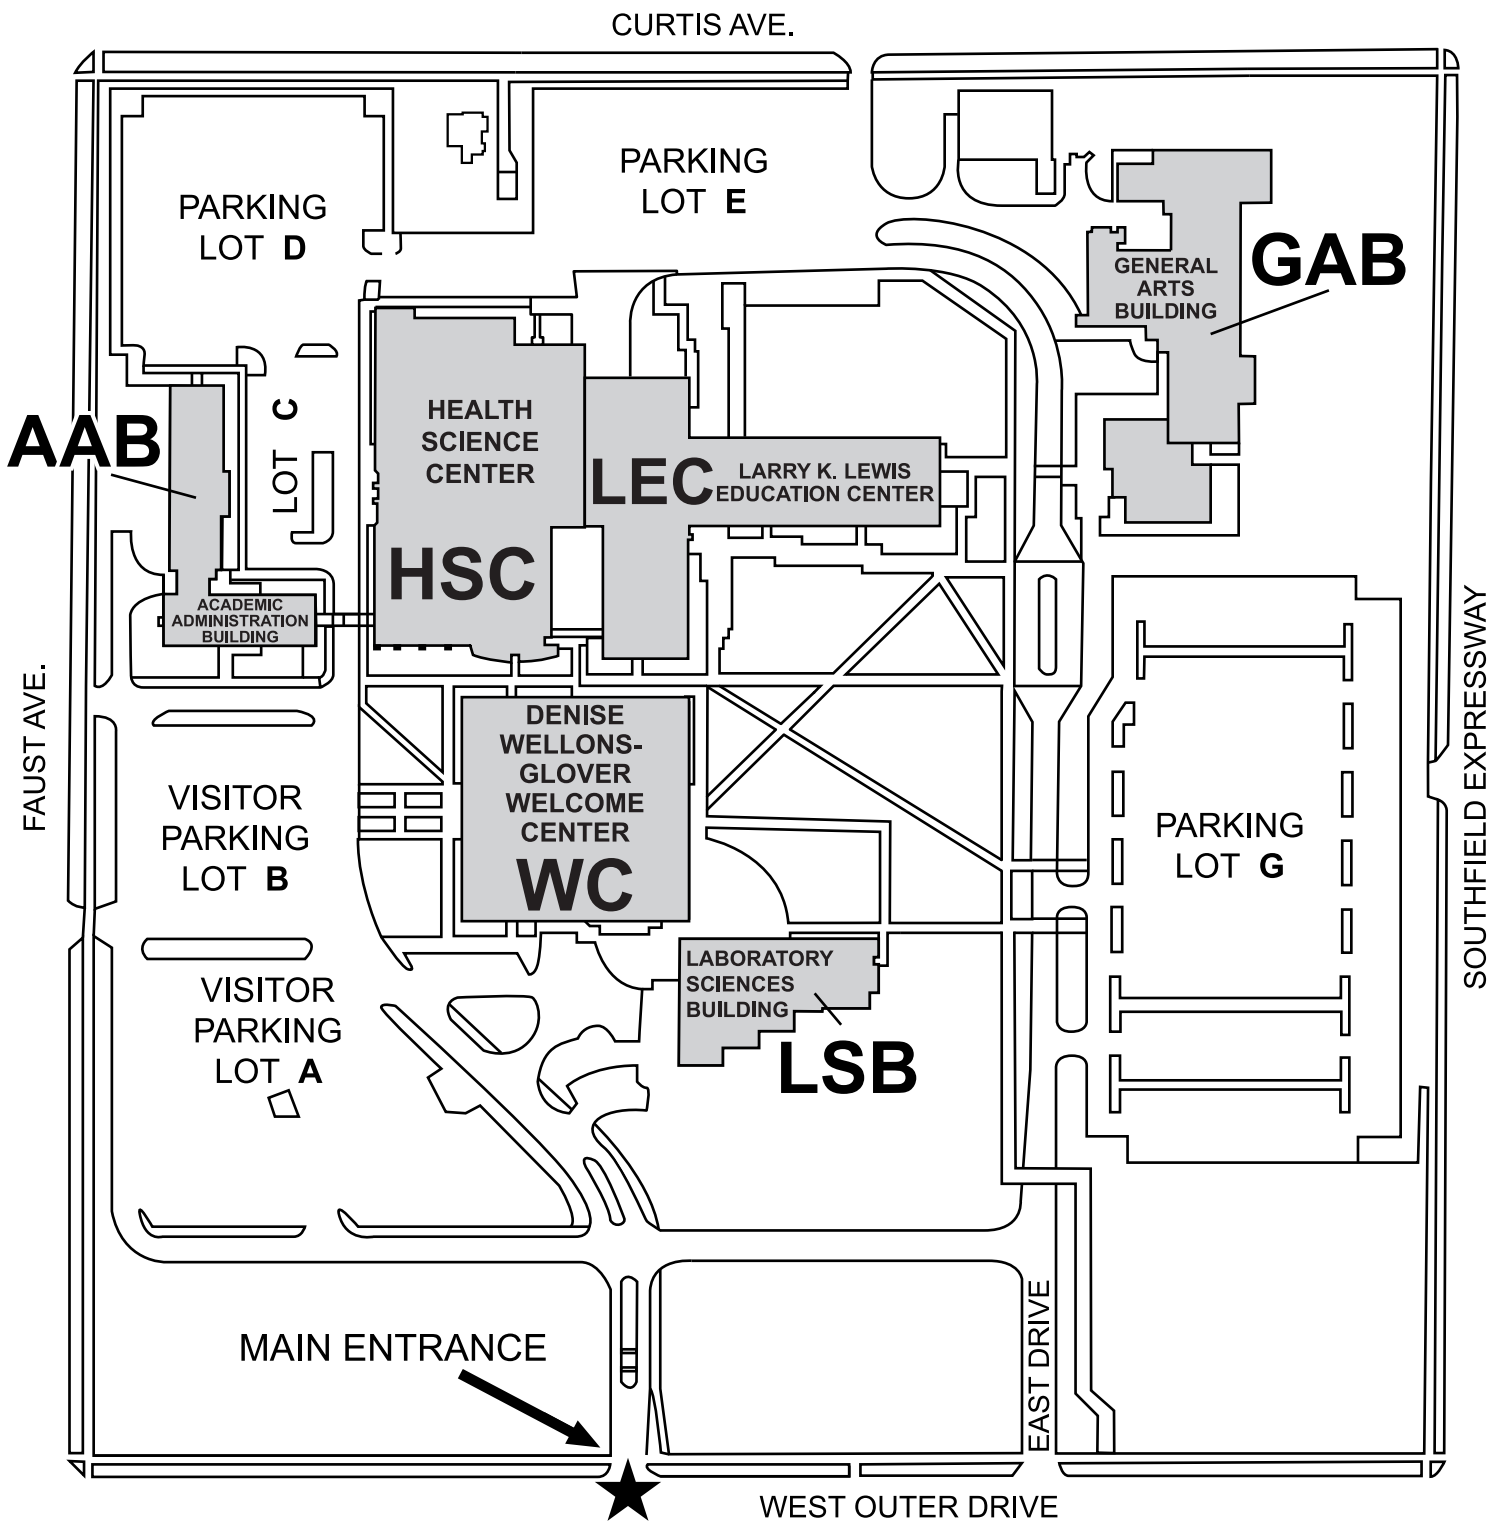 CURTIS AVE.
PARKING
LOT E
PARKING
LOT D
GAB
GENERAL
ARTS
BUILDING
AAB
LOT C
HEALTH
SCIENCE
CENTER
HSC
LEC
LARRY K. LEWIS
EDUCATION CENTER
ACADEMIC
ADMINISTRATION
BUILDING
FAUST AVE.
SOUTHFIELD EXPRESSWAY
DENISE
WELLONS-
GLOVER
WELCOME
CENTER
WC
VISITOR
PARKING
LOT B
PARKING
LOT G
VISITOR
PARKING
LOT A
LABORATORY
SCIENCES
BUILDING
LSB
MAIN ENTRANCE
EAST DRIVE
WEST OUTER DRIVE